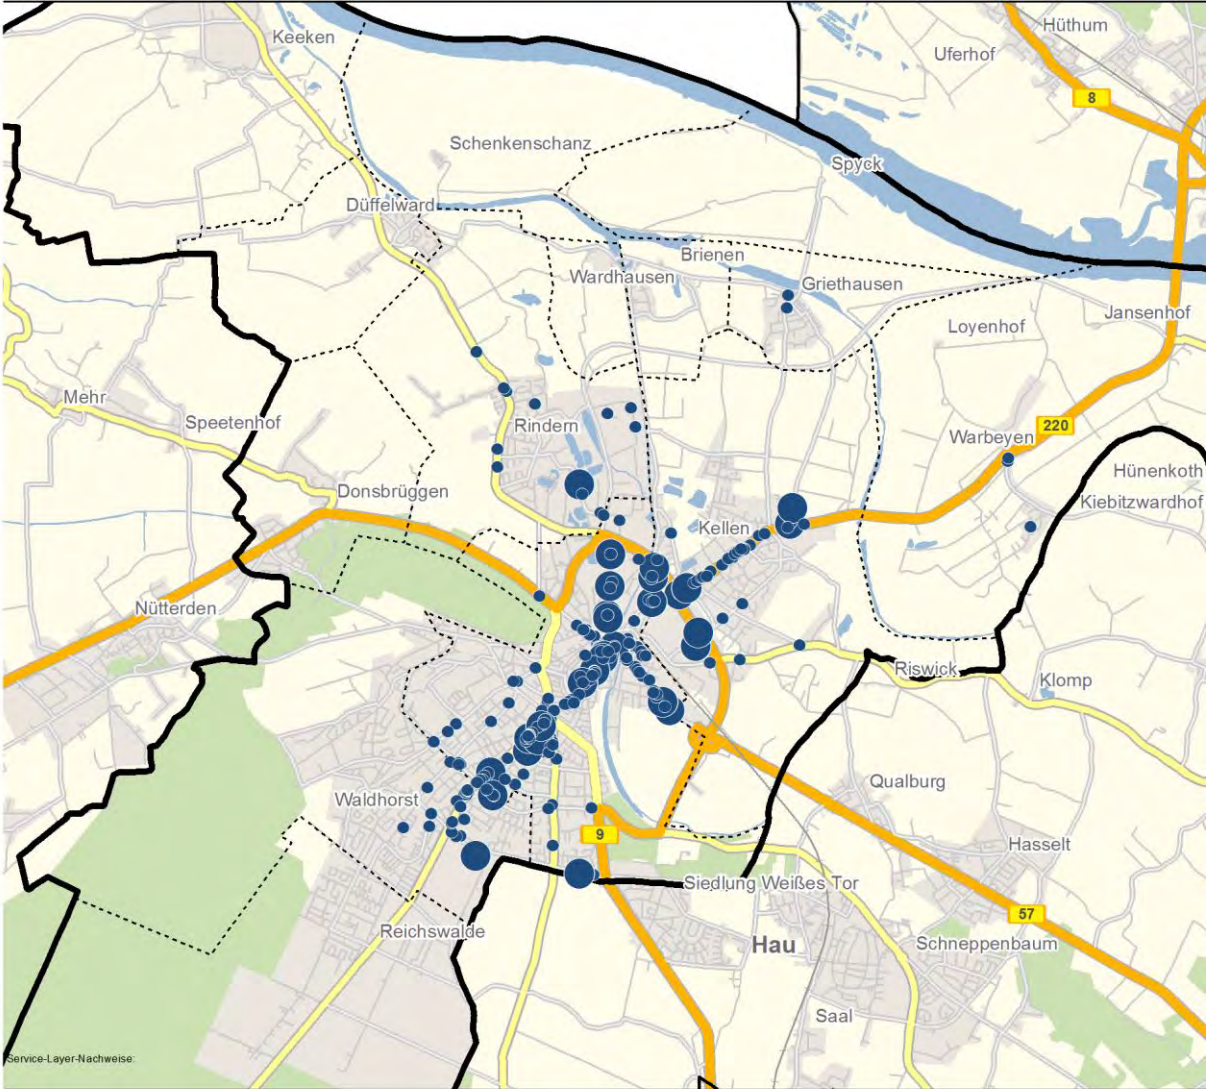 Keeken
Hüthum
Uferhof
8
Schenkenschanz
Spyck
Düffelward
Brienen
Wardhausen
Griethausen
Jansenhof
Loyenhof
Mehr
Speetenhof
Rindern
220
Warbeyen
Hünenkoth
Donsbrüggen
Kiebitzwardhof
Kellen
Nütterden
Riswick
Klomp
Qualburg
Waldhorst
9
Hasselt
Siedlung Weißes Tor
57
Reichswalde
Hau
Schneppenbaum
Saal
Service-Layer-Nachweise: